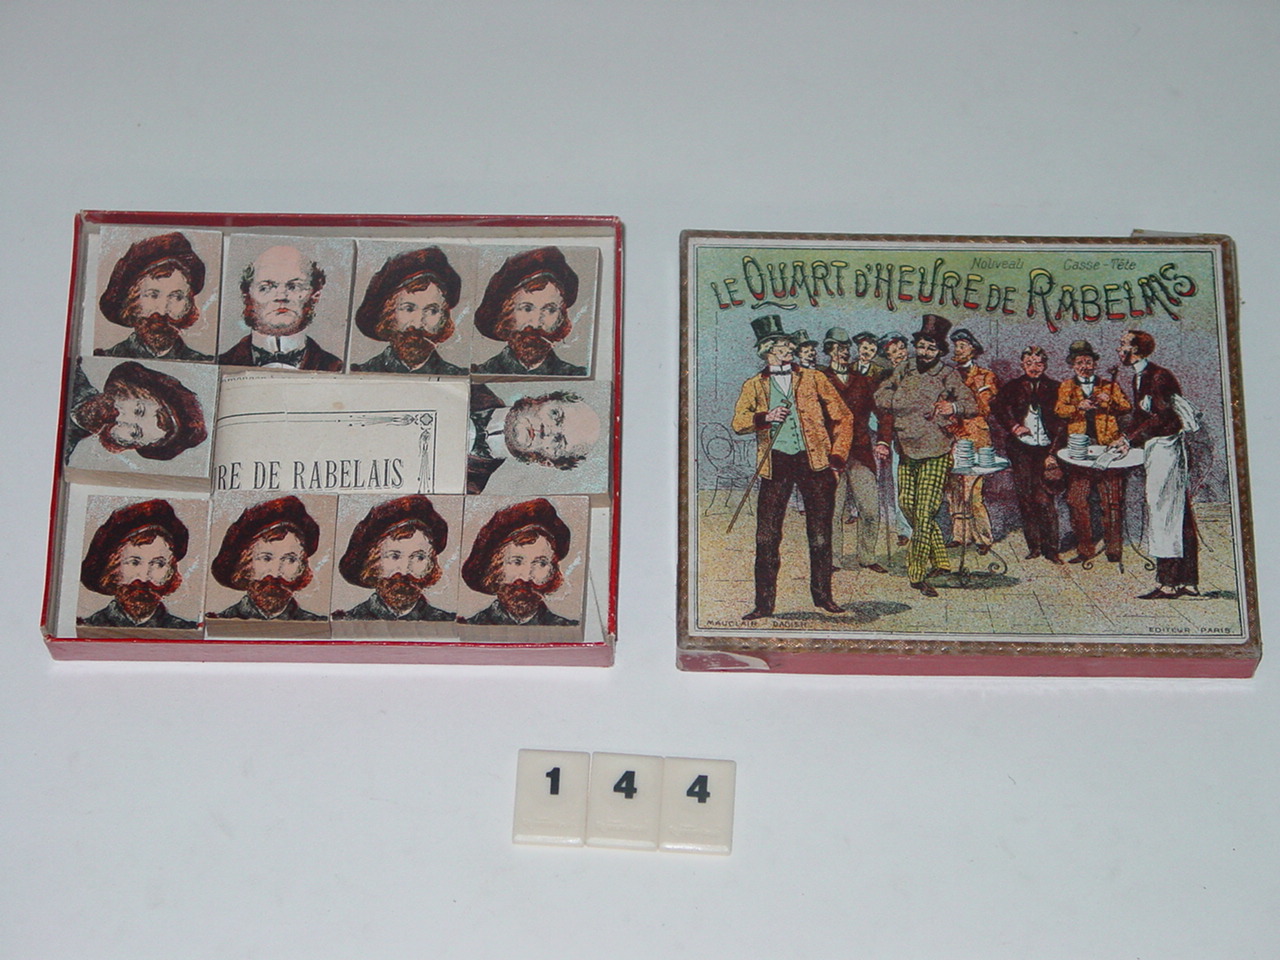 RE DE RABELAIS
Nouveau Casse-Tête
LE QUART D'HEURE DE RABELAIS
MAUCLAIR DACIER
EDITEUR PARIS.
1 4 4